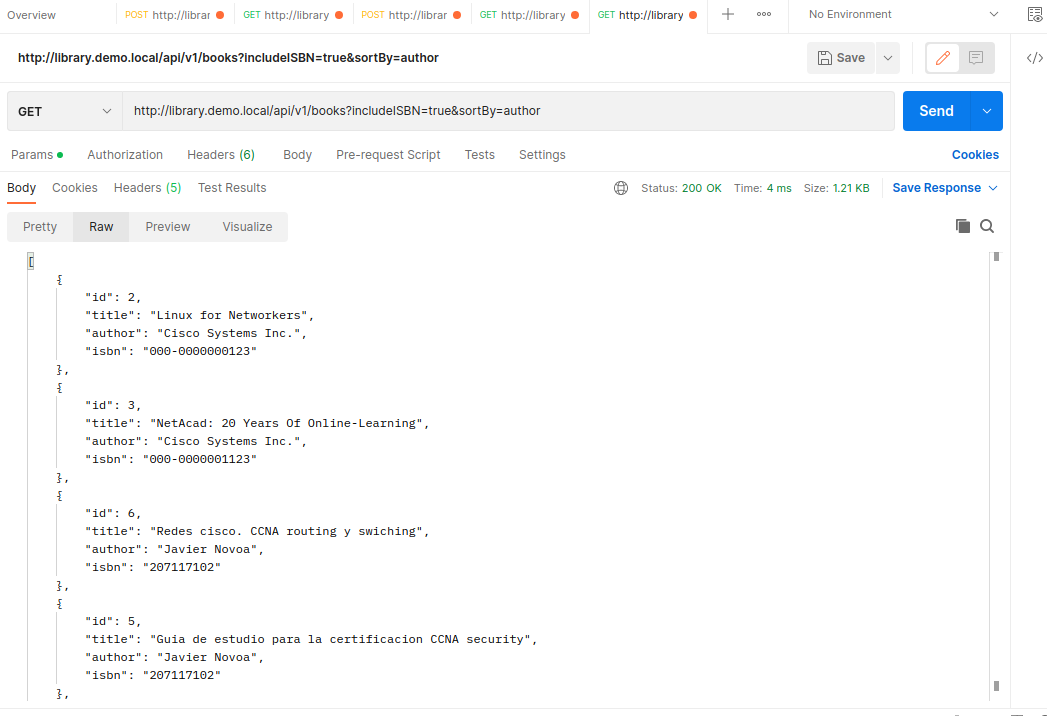 Overview POST http://librar GET http://library POST http://librar GET http://library GET http://library No Environment
http://library.demo.local/api/v1/books?includeISBN=true&sortBy=author Save
GET http://library.demo.local/api/v1/books?includeISBN=true&sortBy=author Send
Params Authorization Headers (6) Body Pre-request Script Tests Settings Cookies
Body Cookies Headers (5) Test Results Status: 200 OK Time: 4 ms Size: 1.21 KB Save Response
Pretty Raw Preview Visualize
[
{
"id": 2,
"title": "Linux for Networkers",
"author": "Cisco Systems Inc.",
"isbn": "000-0000000123"
},
{
"id": 3,
"title": "NetAcad: 20 Years Of Online-Learning",
"author": "Cisco Systems Inc.",
"isbn": "000-0000001123"
},
{
"id": 6,
"title": "Redes cisco. CCNA routing y swiching",
"author": "Javier Novoa",
"isbn": "207117102"
},
{
"id": 5,
"title": "Guia de estudio para la certificacion CCNA security",
"author": "Javier Novoa",
"isbn": "207117102"
},